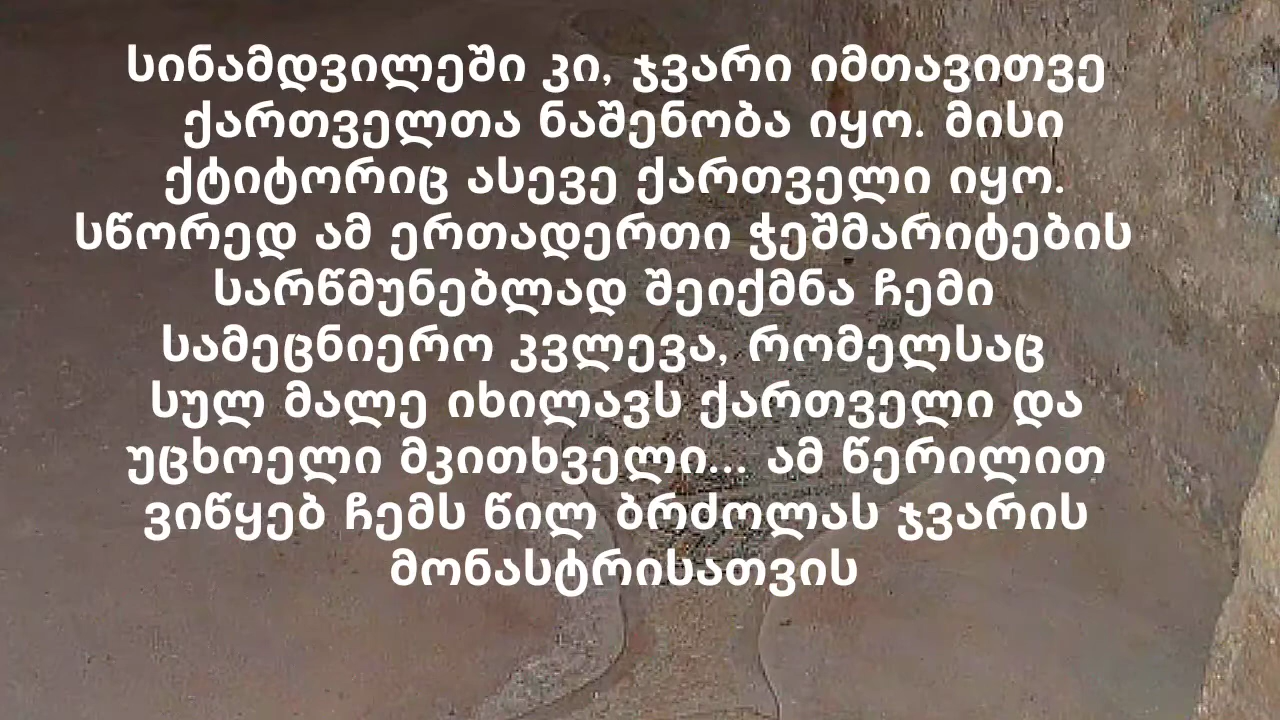 სინამდვილეში კი, ჯვარი იმთავითვე
ქართველთა ნაშენობა იყო. მისი
ქტიტორიც ასევე ქართველი იყო.
სწორედ ამ ერთადერთი ჭეშმარიტების
სარწმუნებლად შეიქმნა ჩემი
სამეცნიერო კვლევა, რომელსაც
სულ მალე იხილავს ქართველი და
უცხოელი მკითხველი... ამ წერილით
ვიწყებ ჩემს წილ ბრძოლას ჯვარის
მონასტრისათვის